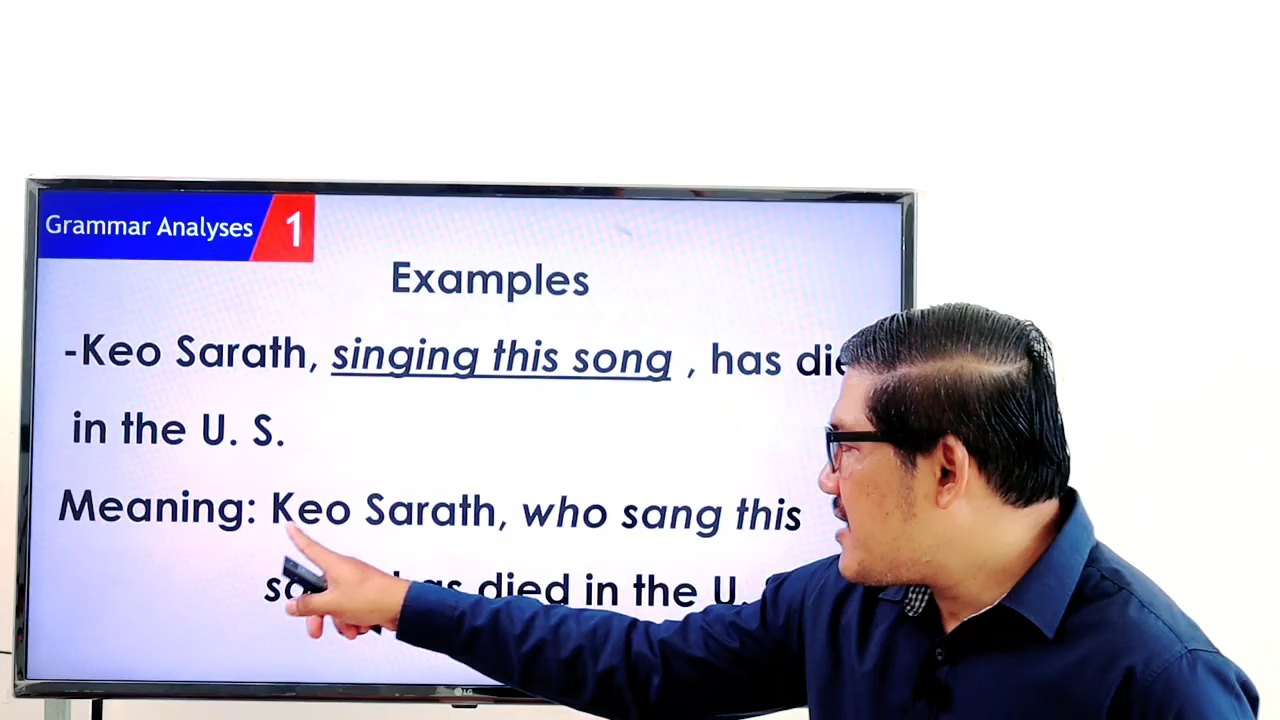 Grammar Analyses 1
Examples
-Keo Sarath, singing this song , has
in the U. S.
Meaning: Keo Sarath, who sang this
died in the U.
LG